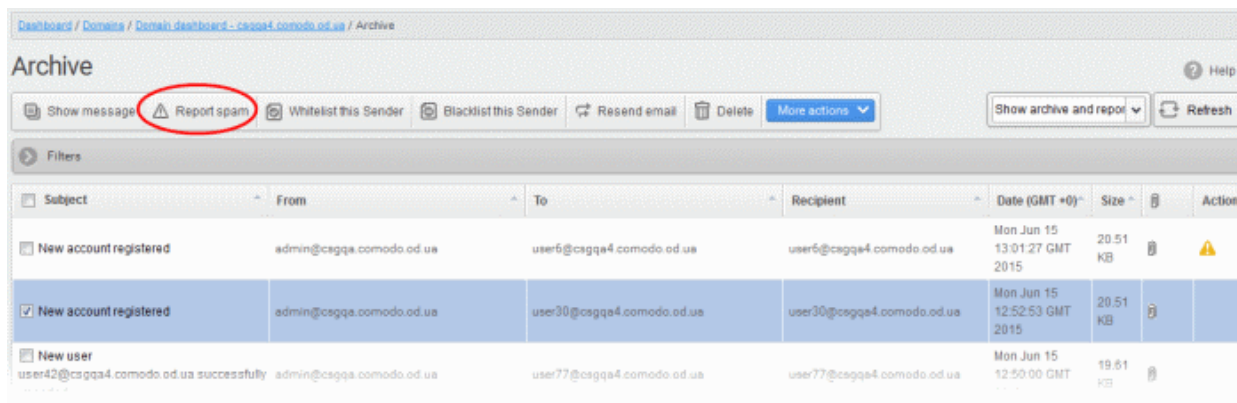 Dashboard / Domains / Domain dashboard - csgqa4.comodo.od.ua / Archive
Archive
Help
Show message Report spam Whitelist this Sender Blacklist this Sender Resend email Delete More actions Show archive and repor Refresh
Filters
Subject From To Recipient Date (GMT +0) Size Action
New account registered admin@csgqa.comodo.od.ua user6@csgqa4.comodo.od.ua user6@csgqa4.comodo.od.ua Mon Jun 15 13:01:27 GMT 2015 20.51 KB
New account registered admin@csgqa.comodo.od.ua user30@csgqa4.comodo.od.ua user30@csgqa4.comodo.od.ua Mon Jun 15 12:52:53 GMT 2015 20.51 KB
New user
user42@csgqa4.comodo.od.ua successfully admin@csgqa.comodo.od.ua user77@csgqa4.comodo.od.ua user77@csgqa4.comodo.od.ua Mon Jun 15 12:50:00 GMT 19.61 KB